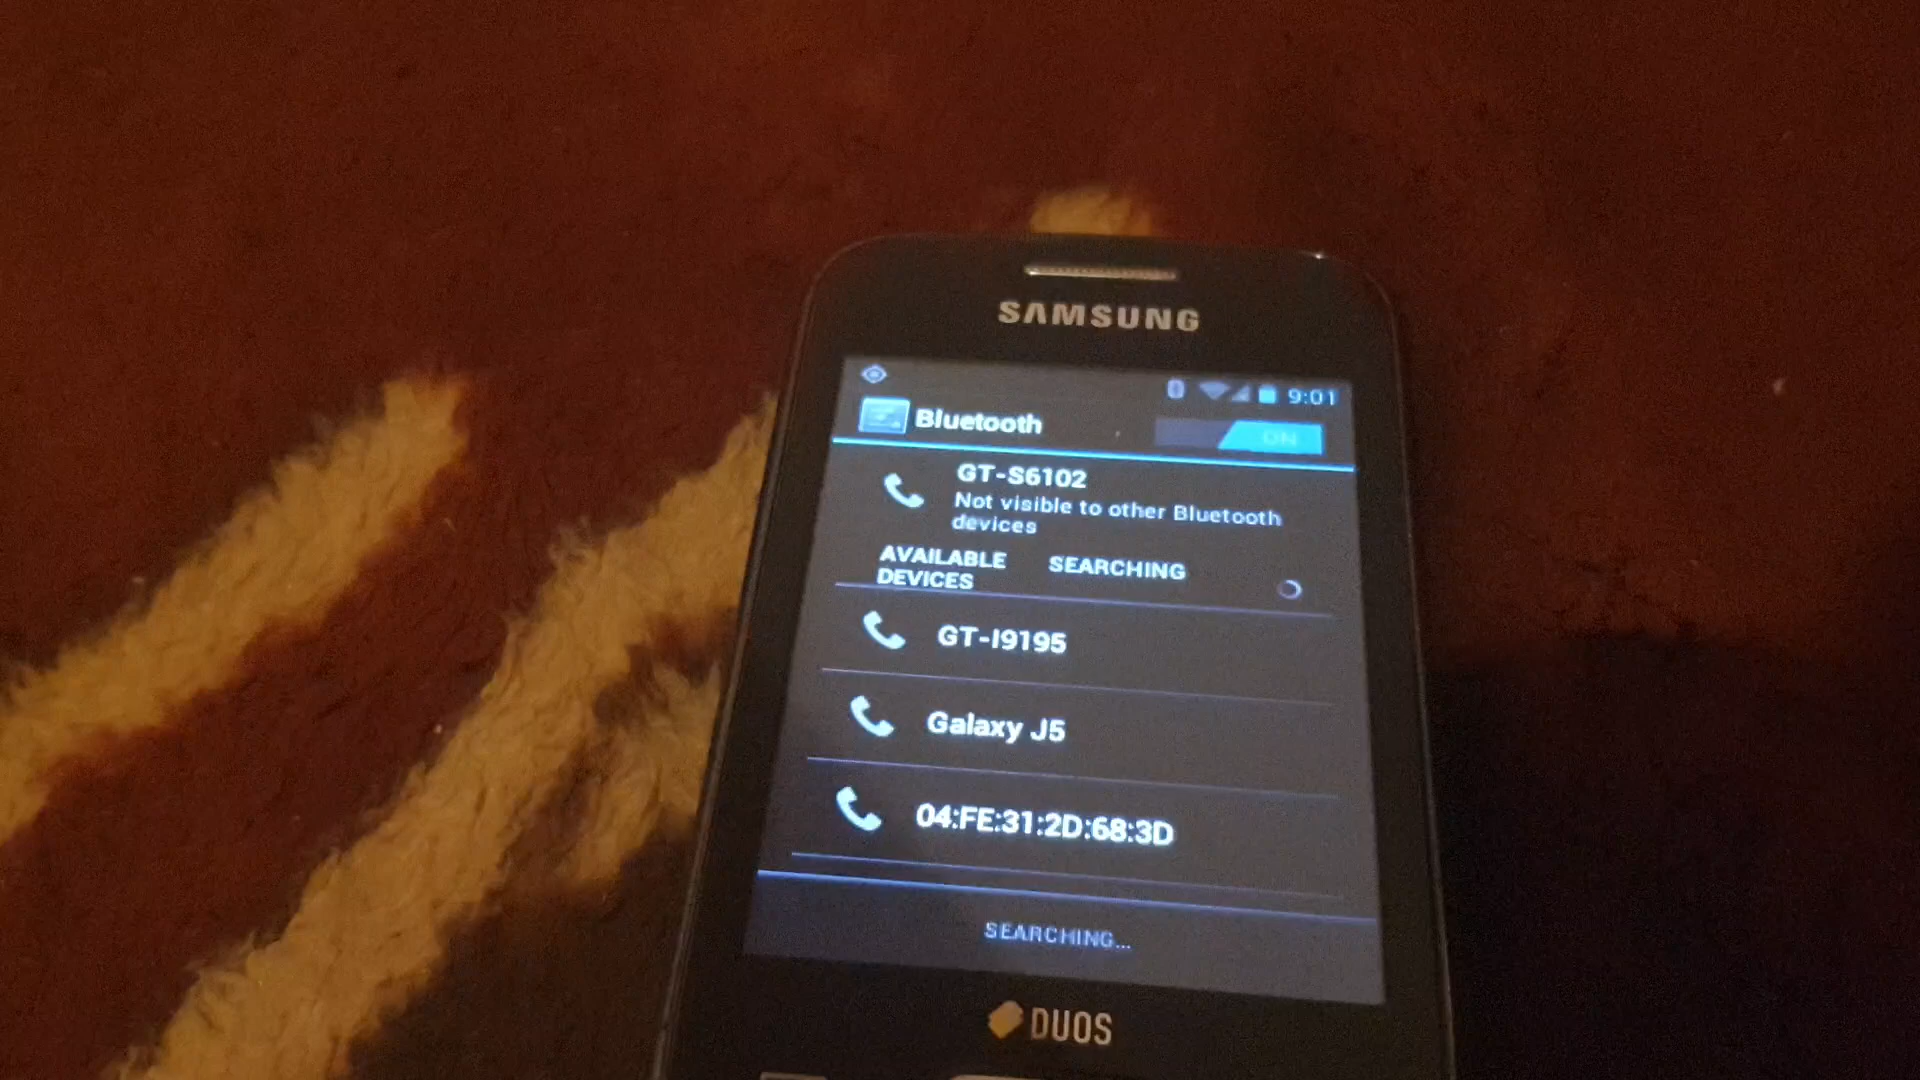 SAMSUNG
9:01
Bluetooth
ON
GT-S6102
Not visible to other Bluetooth
devices
AVAILABLE
DEVICES
SEARCHING
GT-I9195
Galaxy J5
04:FE:31:2D:68:3D
SEARCHING...
DUOS